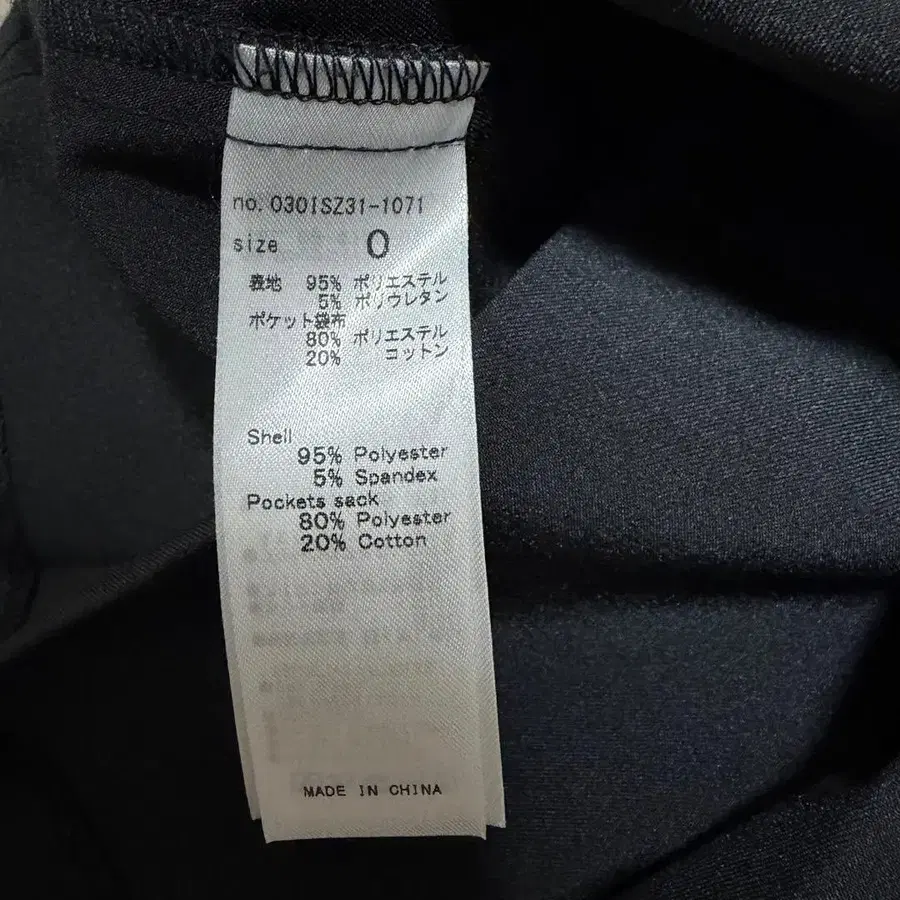 no. 030ISZ31-1071
size 0
表地 95% ポリエステル
5% ポリウレタン
ポケット袋布
80% ポリエステル
20% コットン
Shell
95% Polyester
5% Spandex
Pockets sack
80% Polyester
20% Cotton
MADE IN CHINA